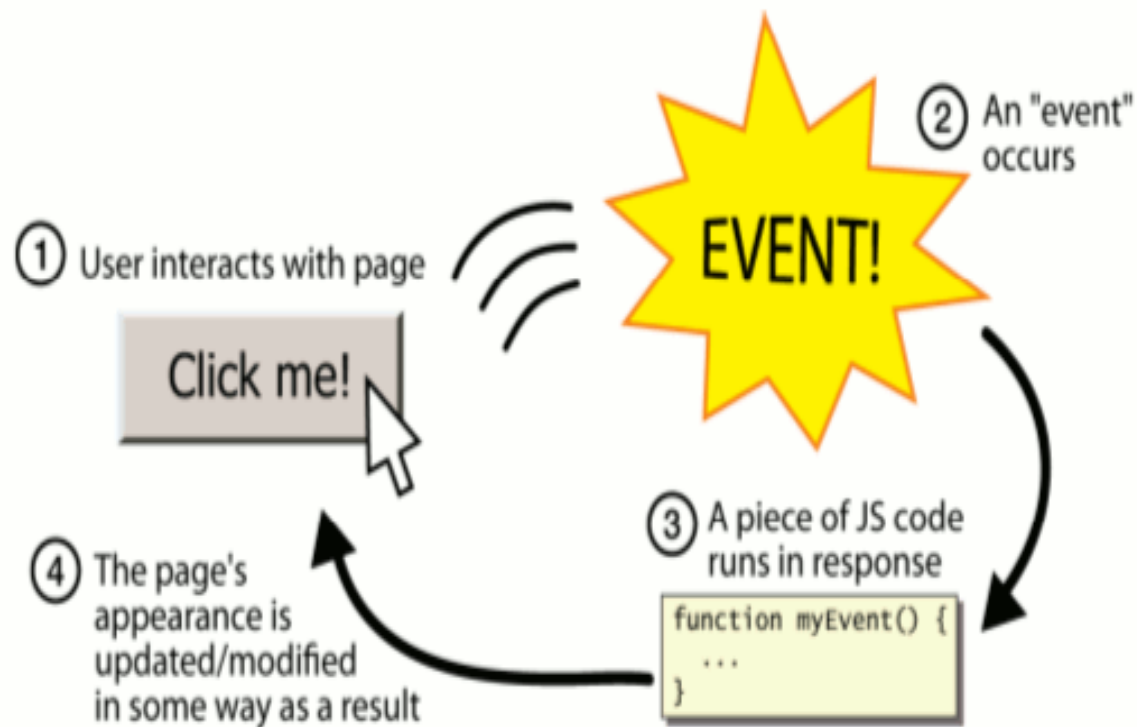 ① User interacts with page
Click me!
② An "event"
occurs
EVENT!
③ A piece of JS code
runs in response
function myEvent() {
...
}
④ The page's
appearance is
updated/modified
in some way as a result